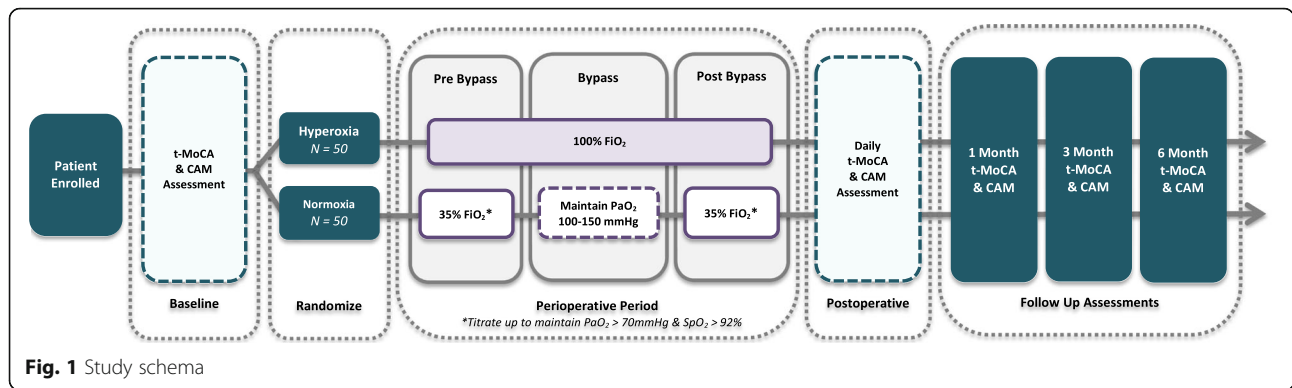 Patient
Enrolled
t-MoCA
& CAM
Assessment
Baseline
Hyperoxia
N = 50
Normoxia
N = 50
Randomize
Pre Bypass
Bypass
Post Bypass
100% FiO₂
35% FiO₂*
Maintain PaO₂
100-150 mmHg
35% FiO₂*
Perioperative Period
*Titrate up to maintain PaO₂ > 70mmHg & SpO₂ > 92%
Daily
t-MoCA
& CAM
Assessment
Postoperative
1 Month
t-MoCA
& CAM
3 Month
t-MoCA
& CAM
6 Month
t-MoCA
& CAM
Follow Up Assessments
Fig. 1 Study schema